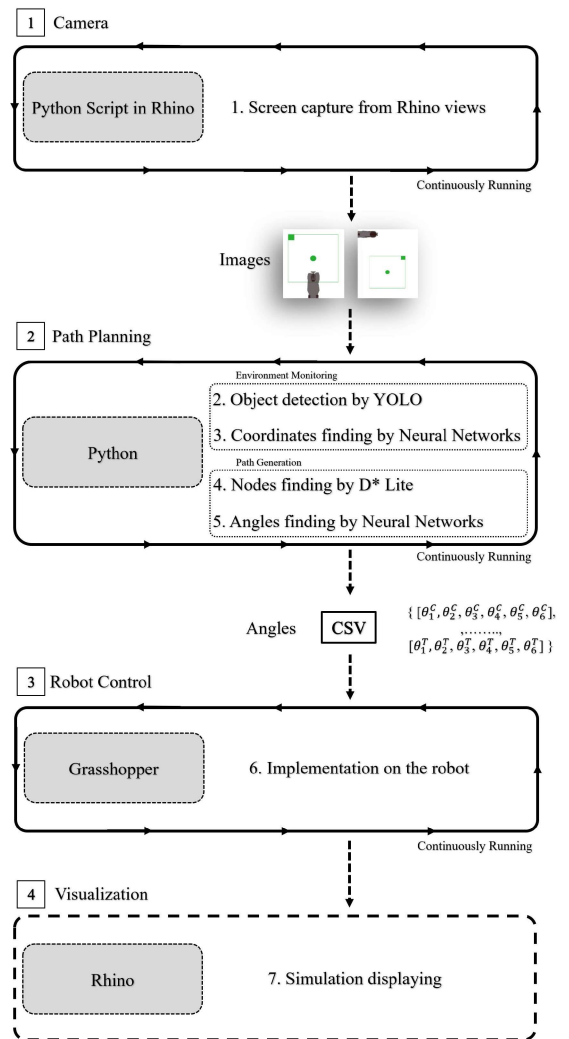 1 Camera
Python Script in Rhino
1. Screen capture from Rhino views
Continuously Running
Images
2 Path Planning
Environment Monitoring
2. Object detection by YOLO
3. Coordinates finding by Neural Networks
Python
Path Generation
4. Nodes finding by D* Lite
5. Angles finding by Neural Networks
Continuously Running
Angles
CSV
{ [θ₁ᶜ,θ₂ᶜ,θ₃ᶜ,θ₄ᶜ,θ₅ᶜ,θ₆ᶜ],
,........,
[θ₁ᵀ,θ₂ᵀ,θ₃ᵀ,θ₄ᵀ,θ₅ᵀ,θ₆ᵀ] }
3 Robot Control
Grasshopper
6. Implementation on the robot
Continuously Running
4 Visualization
Rhino
7. Simulation displaying